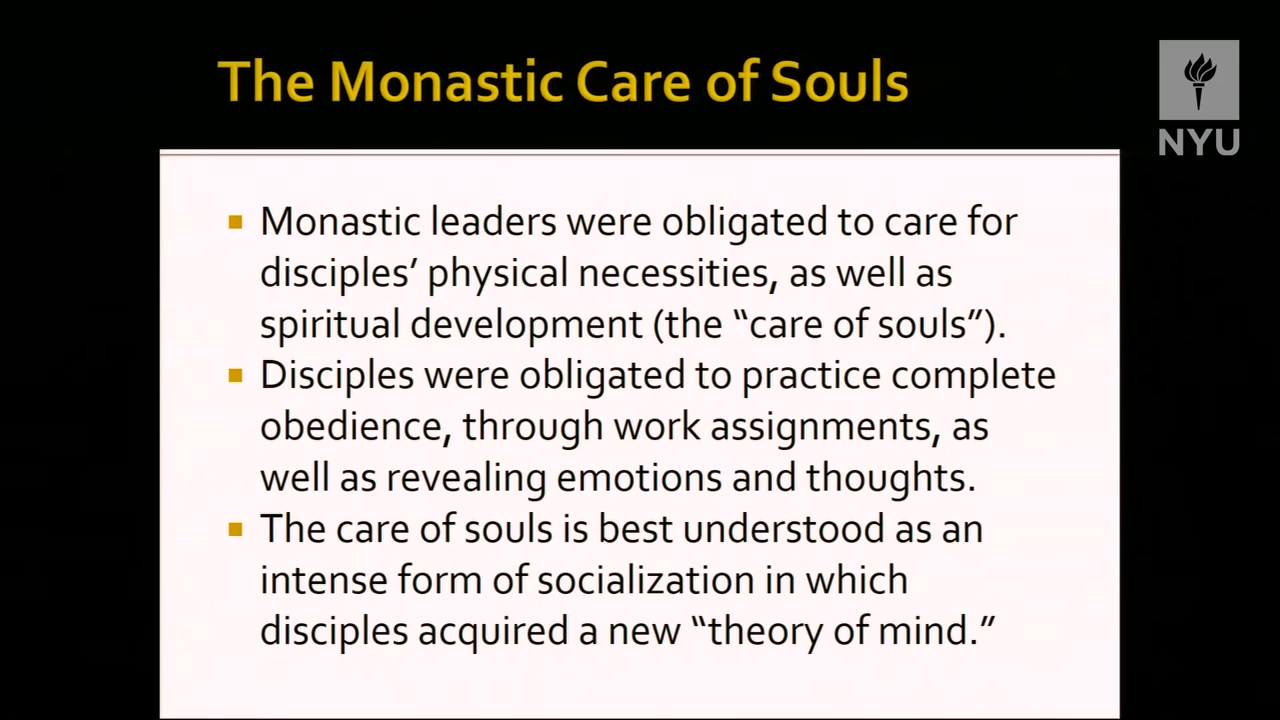 The Monastic Care of Souls
NYU
Monastic leaders were obligated to care for
disciples’ physical necessities, as well as
spiritual development (the “care of souls”).
Disciples were obligated to practice complete
obedience, through work assignments, as
well as revealing emotions and thoughts.
The care of souls is best understood as an
intense form of socialization in which
disciples acquired a new “theory of mind.”